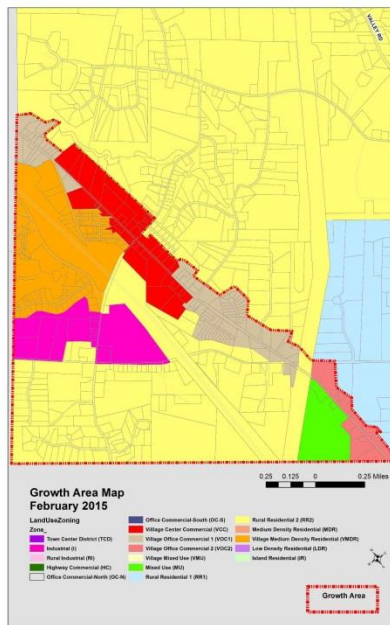 VALLEY RD
0.25 0.125 0 0.25 Miles
Growth Area Map
February 2015
LandUseZoning
Zone_
Town Center District (TCD)
Industrial (I)
Rural Industrial (RI)
Highway Commercial (HC)
Office Commercial-North (OC-N)
Office Commercial-South (OC-S)
Village Center Commercial (VCC)
Village Office Commercial 1 (VOC1)
Village Office Commercial 2 (VOC2)
Village Mixed Use (VMU)
Mixed Use (MU)
Rural Residential 1 (RR1)
Rural Residential 2 (RR2)
Medium Density Residential (MDR)
Village Medium Density Residential (VMDR)
Low Density Residential (LDR)
Island Residential (IR)
Growth Area